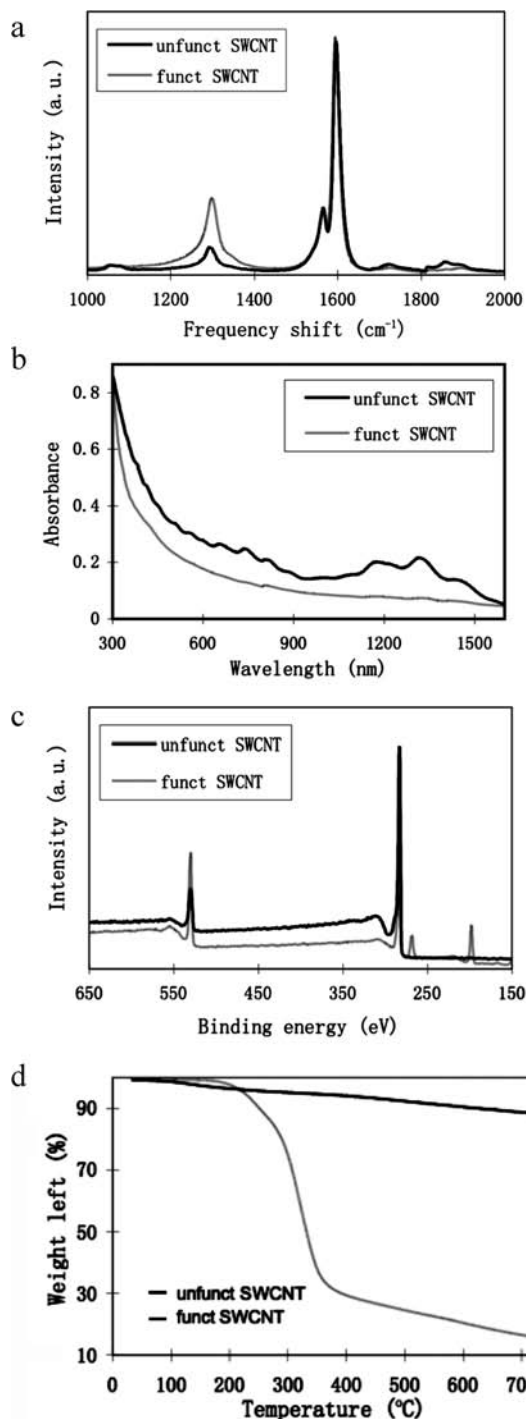 a
unfunct SWCNT
funct SWCNT
Intensity (a.u.)
1000 1200 1400 1600 1800 2000
Frequency shift (cm⁻¹)
b
0.8
0.6
0.4
0.2
0
unfunct SWCNT
funct SWCNT
Absorbance
300 600 900 1200 1500
Wavelength (nm)
c
unfunct SWCNT
funct SWCNT
Intensity (a.u.)
650 550 450 350 250 150
Binding energy (eV)
d
90
70
50
30
10
Weight left (%)
unfunct SWCNT
funct SWCNT
0 100 200 300 400 500 600
Temperature (ºC)